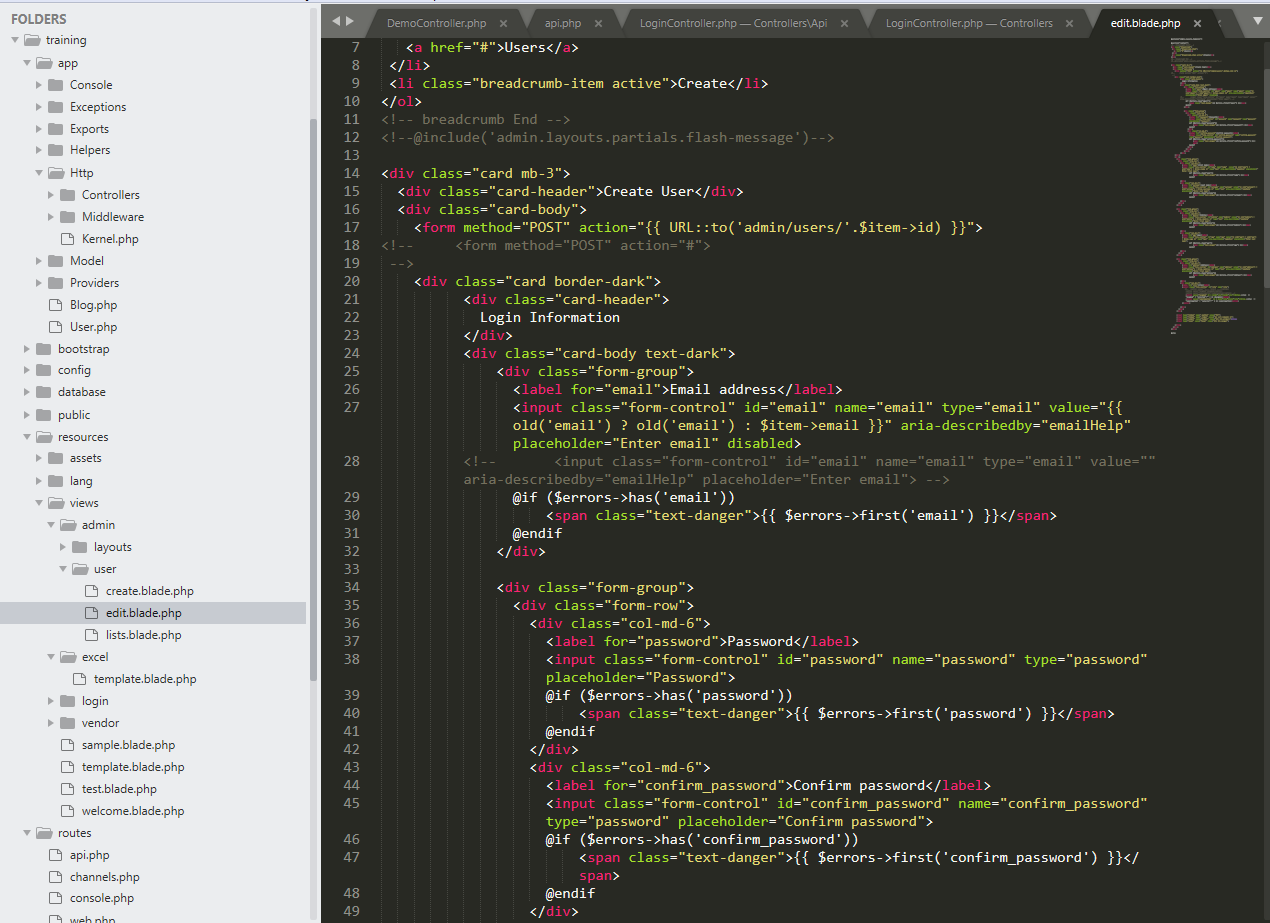 FOLDERS
training
app
Console
Exceptions
Exports
Helpers
Http
Controllers
Middleware
Kernel.php
Model
Providers
Blog.php
User.php
bootstrap
config
database
public
resources
assets
lang
views
admin
layouts
user
create.blade.php
edit.blade.php
lists.blade.php
excel
template.blade.php
login
vendor
sample.blade.php
template.blade.php
test.blade.php
welcome.blade.php
routes
api.php
channels.php
console.php
web.php
DemoController.php × api.php × LoginController.php — Controllers\Api × LoginController.php — Controllers × edit.blade.php ×
7 <a href="#">Users</a>
8 </li>
9 <li class="breadcrumb-item active">Create</li>
10 </ol>
11 <!-- breadcrumb End -->
12 <!--@include('admin.layouts.partials.flash-message')-->
13
14 <div class="card mb-3">
15 <div class="card-header">Create User</div>
16 <div class="card-body">
17 <form method="POST" action="{{ URL::to('admin/users/'.$item->id) }}">
18 <!-- <form method="POST" action="#">
19 -->
20 <div class="card border-dark">
21 <div class="card-header">
22 Login Information
23 </div>
24 <div class="card-body text-dark">
25 <div class="form-group">
26 <label for="email">Email address</label>
27 <input class="form-control" id="email" name="email" type="email" value="{{
old('email') ? old('email') : $item->email }}" aria-describedby="emailHelp"
placeholder="Enter email" disabled>
28 <!-- <input class="form-control" id="email" name="email" type="email" value=""
aria-describedby="emailHelp" placeholder="Enter email"> -->
29 @if ($errors->has('email'))
30 <span class="text-danger">{{ $errors->first('email') }}</span>
31 @endif
32 </div>
33
34 <div class="form-group">
35 <div class="form-row">
36 <div class="col-md-6">
37 <label for="password">Password</label>
38 <input class="form-control" id="password" name="password" type="password"
placeholder="Password">
39 @if ($errors->has('password'))
40 <span class="text-danger">{{ $errors->first('password') }}</span>
41 @endif
42 </div>
43 <div class="col-md-6">
44 <label for="confirm_password">Confirm password</label>
45 <input class="form-control" id="confirm_password" name="confirm_password"
type="password" placeholder="Confirm password">
46 @if ($errors->has('confirm_password'))
47 <span class="text-danger">{{ $errors->first('confirm_password') }}</
span>
48 @endif
49 </div>